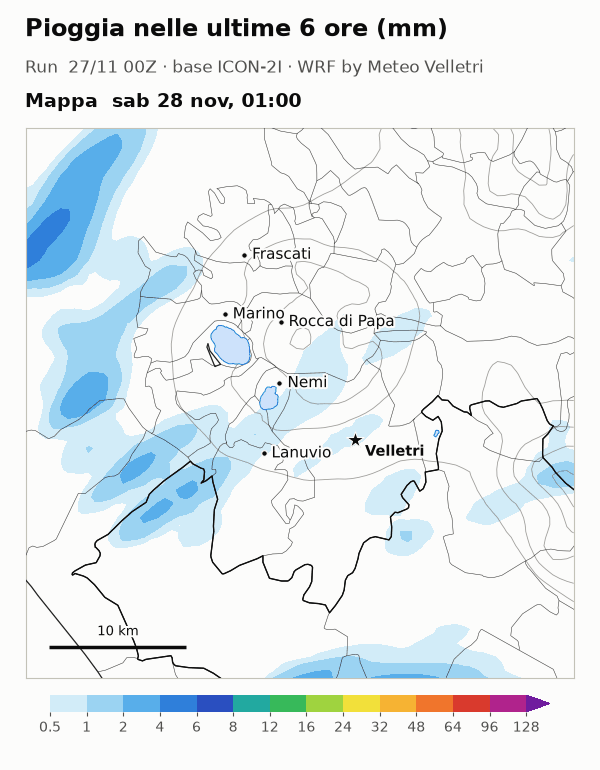 Pioggia nelle ultime 6 ore (mm)
Run  27/11 00Z · base ICON-2I · WRF by Meteo Velletri
Mappa  sab 28 nov, 01:00
Frascati
Marino
Rocca di Papa
Nemi
Velletri
Lanuvio
10 km
0.5 1 2 4 6 8 12 16 24 32 48 64 96 128